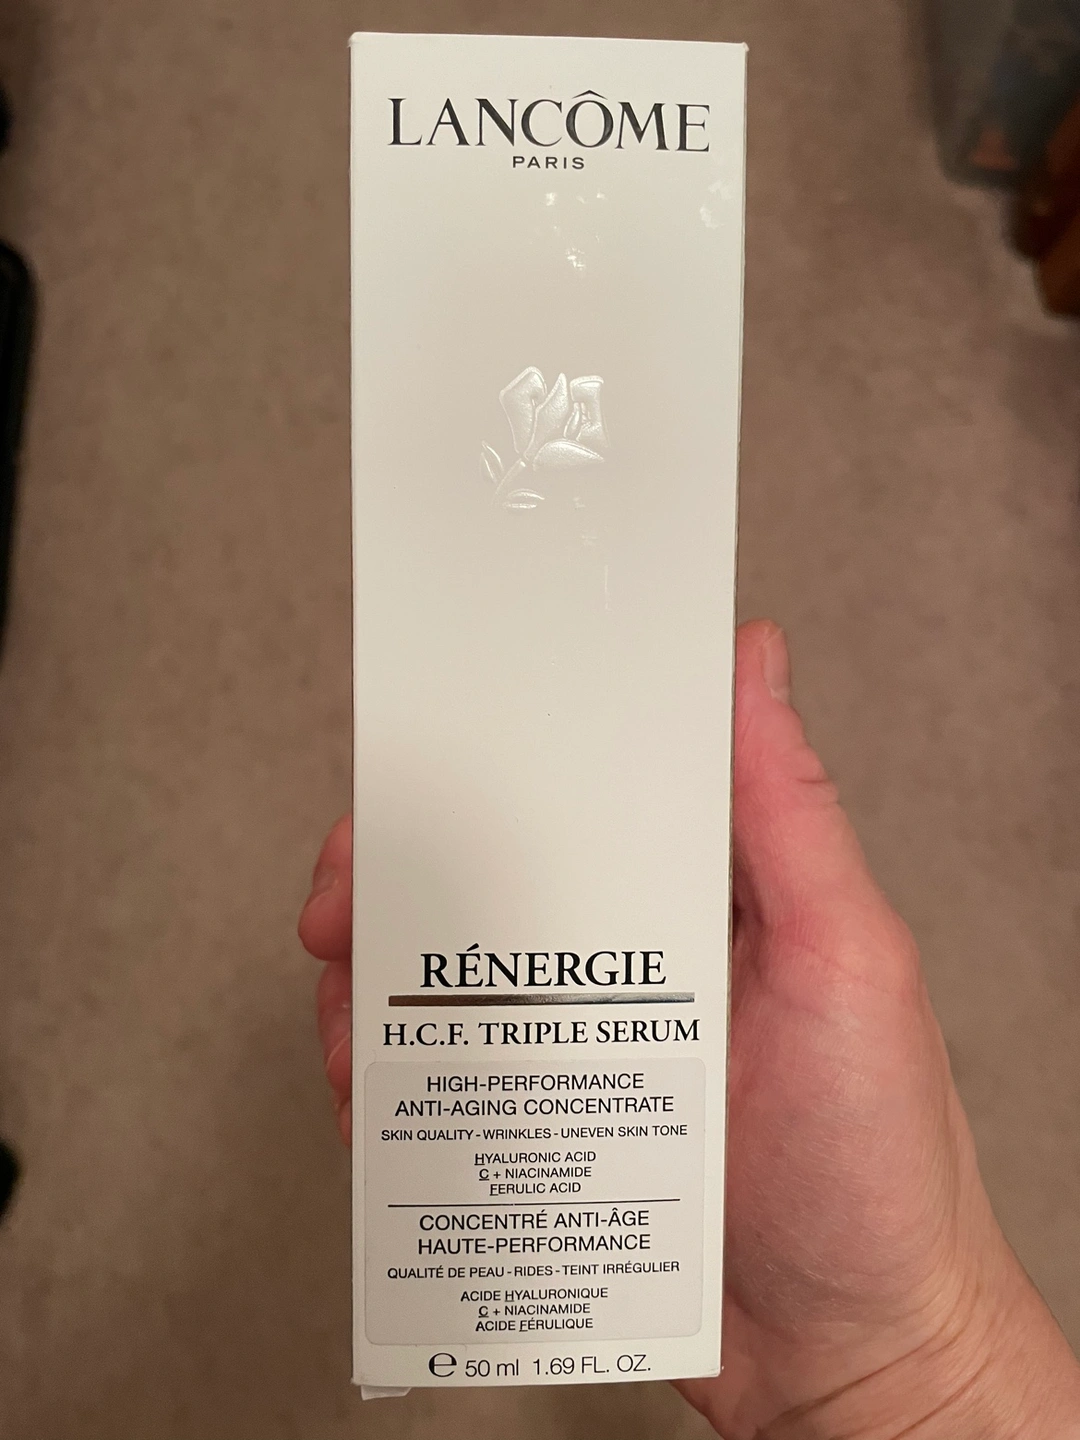 LANCÔME
PARIS
RÉNERGIE
H.C.F. TRIPLE SERUM
HIGH-PERFORMANCE
ANTI-AGING CONCENTRATE
SKIN QUALITY - WRINKLES - UNEVEN SKIN TONE
HYALURONIC ACID
C + NIACINAMIDE
FERULIC ACID
CONCENTRÉ ANTI-ÂGE
HAUTE-PERFORMANCE
QUALITÉ DE PEAU - RIDES - TEINT IRRÉGULIER
ACIDE HYALURONIQUE
C + NIACINAMIDE
ACIDE FÉRULIQUE
℮ 50 ml 1.69 FL. OZ.